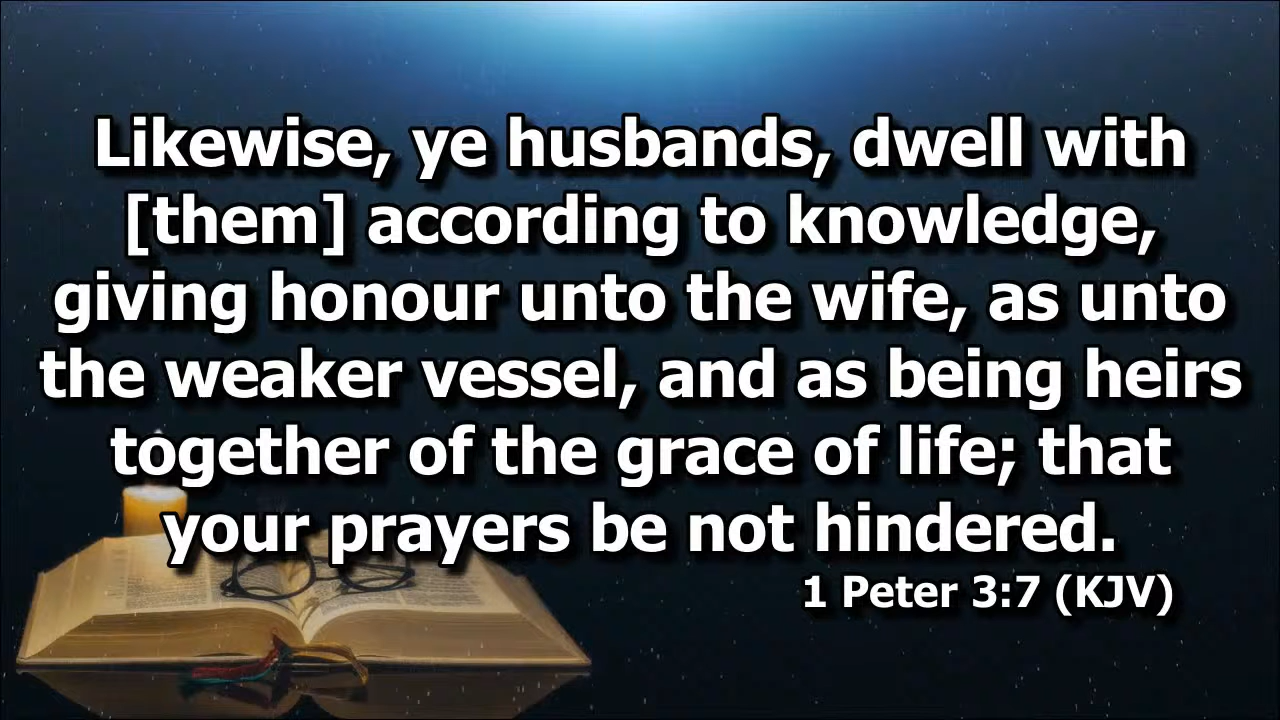 Likewise, ye husbands, dwell with
[them] according to knowledge,
giving honour unto the wife, as unto
the weaker vessel, and as being heirs
together of the grace of life; that
your prayers be not hindered.
1 Peter 3:7 (KJV)